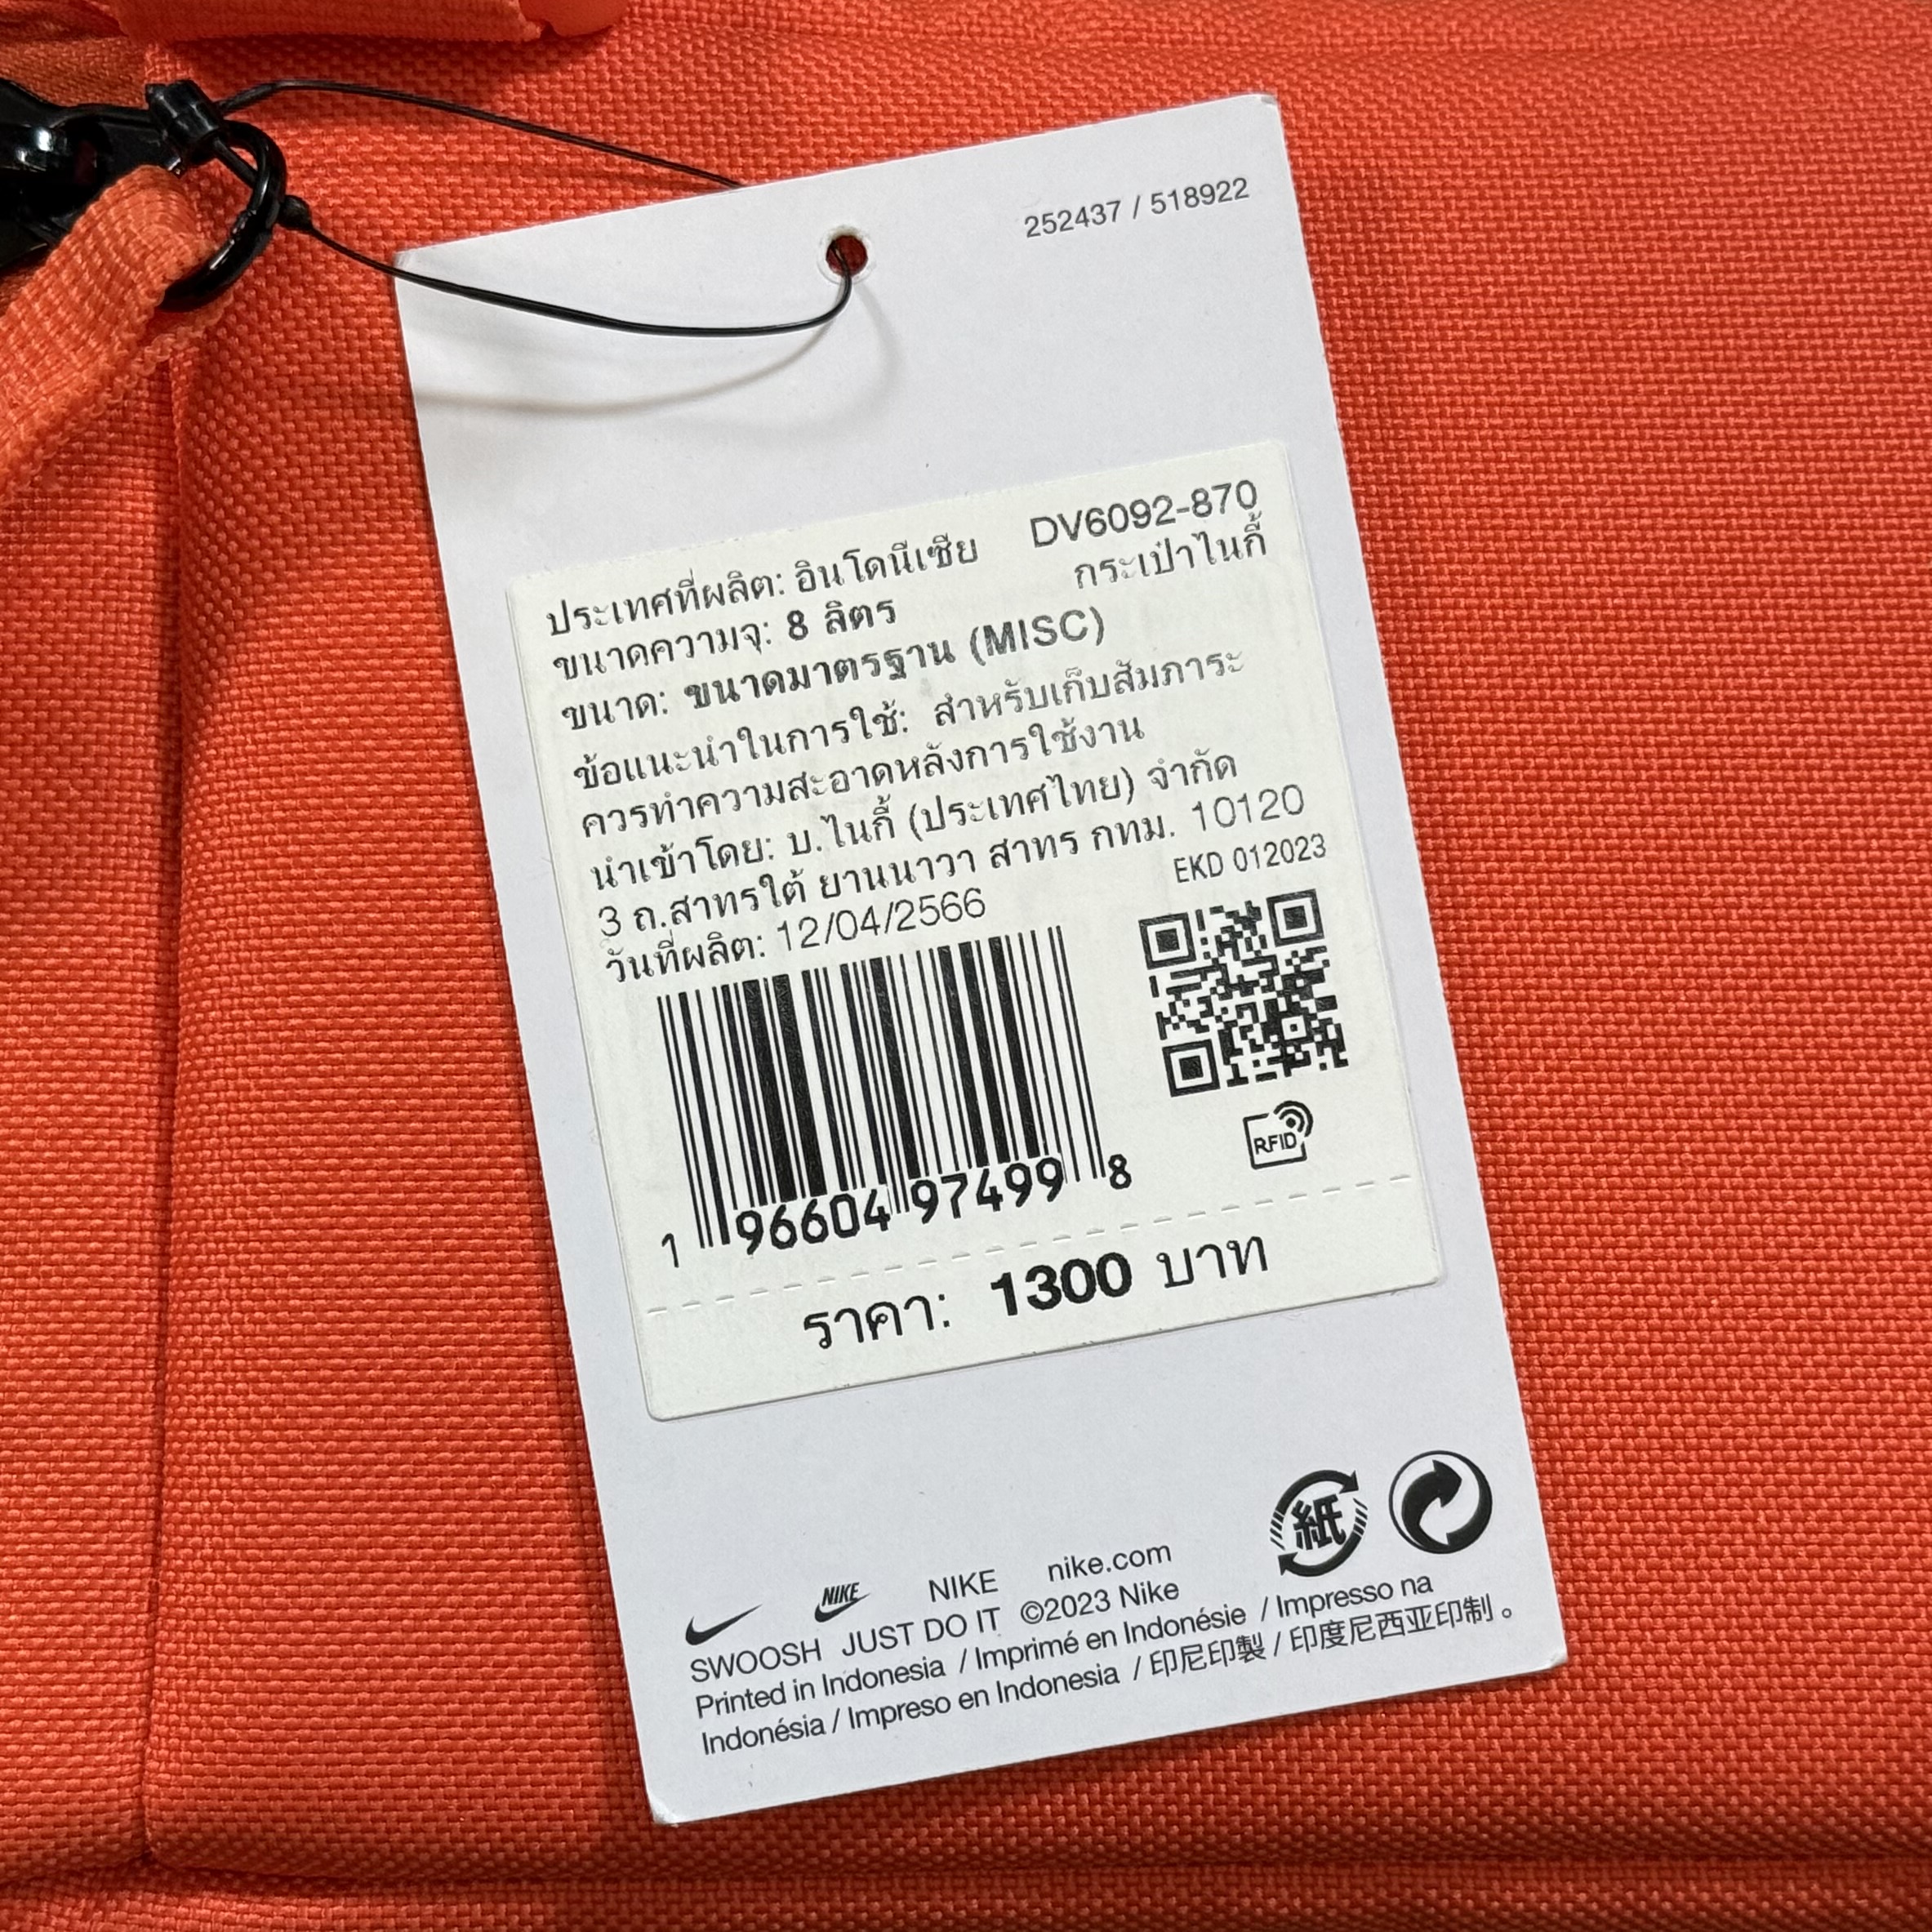 252437 / 518922
DV6092-870
ประเทศที่ผลิต: อินโดนีเซีย
กระเป๋าไนกี้
ขนาดความจุ: 8 ลิตร
ขนาด: ขนาดมาตรฐาน (MISC)
ข้อแนะนำในการใช้: สำหรับเก็บสัมภาระ
ควรทำความสะอาดหลังการใช้งาน
นำเข้าโดย: บ.ไนกี้ (ประเทศไทย) จำกัด
3 ถ.สาทรใต้ ยานนาวา สาทร กทม. 10120
วันที่ผลิต: 12/04/2566
EKD 012023
1 96604 97499 8
RFID
ราคา: 1300 บาท
紙
NIKE NIKE nike.com
SWOOSH JUST DO IT ©2023 Nike
Printed in Indonesia / Imprimé en Indonésie / Impresso na
Indonésia / Impreso en Indonesia / 印尼印製 / 印度尼西亚印制。